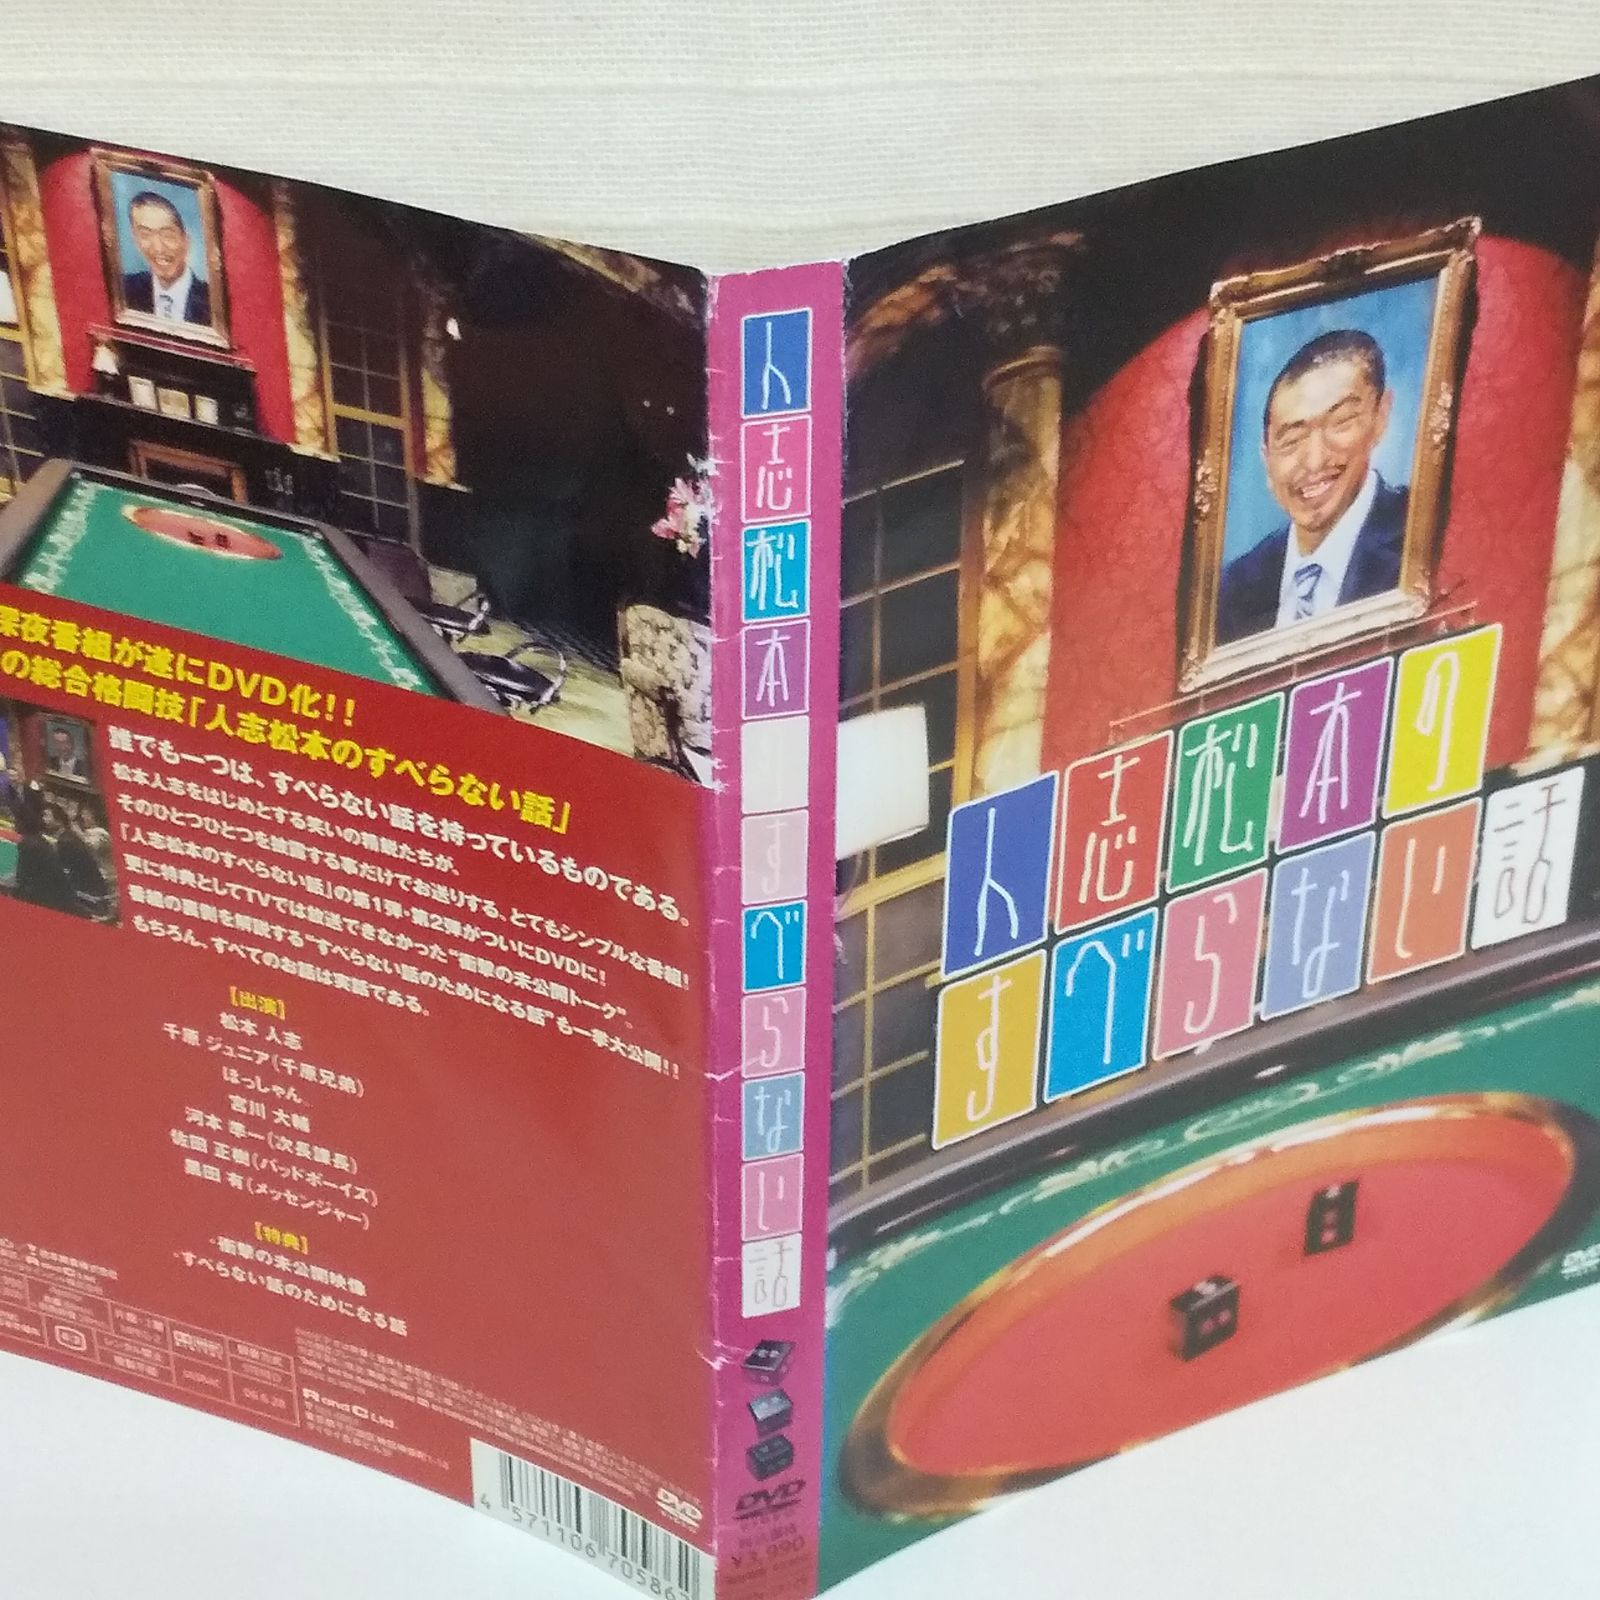 深夜番組が遂にDVD化!!
の総合格闘技「人志松本のすべらない話」
誰でも一つは、すべらない話を持っているものである。
松本人志をはじめとする笑いの精鋭たちが、
そのひとつひとつを披露する事だけでお送りする、とてもシンプルな番組!
「人志松本のすべらない話」の第1弾・第2弾がついにDVDに!
更に特典としてTVでは放送できなかった"衝撃の未公開トーク"。
番組の裏側を解説する"すべらない話のためになる話"も一挙大公開!!
もちろん、すべてのお話は実話である。
【出演】
松本 人志
千原 ジュニア(千原兄弟)
ほっしゃん。
宮川 大輔
河本 準一(次長課長)
佐田 正樹(バッドボーイズ)
黒田 有(メッセンジャー)
【特典】
・衝撃の未公開映像
・すべらない話のためになる話
R and C Ltd.
DVD
VIDEO
4 571106 70586
人志松本のすべらない話
DVD
VIDEO
¥3,990
人志松本の
すべらない話
DVD